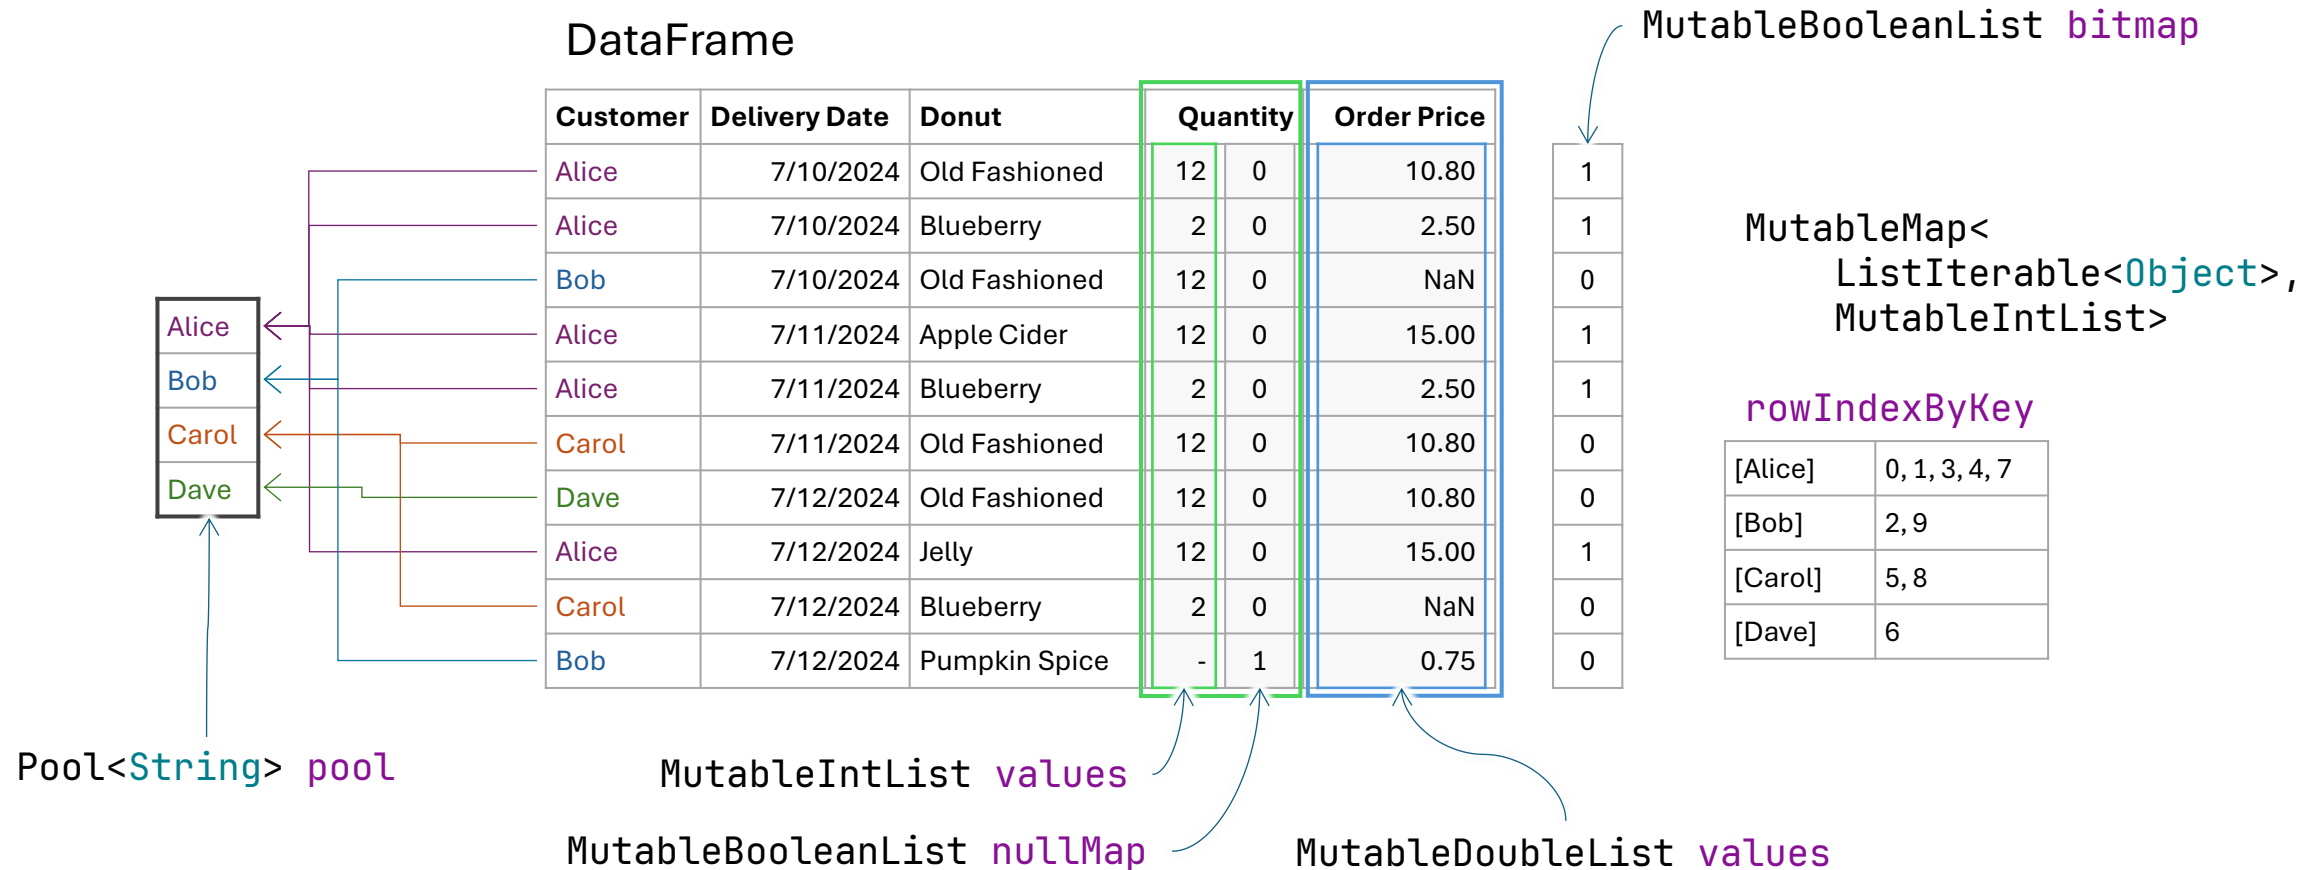 DataFrame
MutableBooleanList bitmap
Customer Delivery Date Donut Quantity Order Price
Alice 7/10/2024 Old Fashioned 12 0 10.80 1
Alice 7/10/2024 Blueberry 2 0 2.50 1
Bob 7/10/2024 Old Fashioned 12 0 NaN 0
Alice 7/11/2024 Apple Cider 12 0 15.00 1
Alice 7/11/2024 Blueberry 2 0 2.50 1
Carol 7/11/2024 Old Fashioned 12 0 10.80 0
Dave 7/12/2024 Old Fashioned 12 0 10.80 0
Alice 7/12/2024 Jelly 12 0 15.00 1
Carol 7/12/2024 Blueberry 2 0 NaN 0
Bob 7/12/2024 Pumpkin Spice - 1 0.75 0
Alice
Bob
Carol
Dave
Pool<String> pool
MutableIntList values
MutableBooleanList nullMap
MutableDoubleList values
MutableMap<
ListIterable<Object>,
MutableIntList>
rowIndexByKey
[Alice] 0, 1, 3, 4, 7
[Bob] 2, 9
[Carol] 5, 8
[Dave] 6